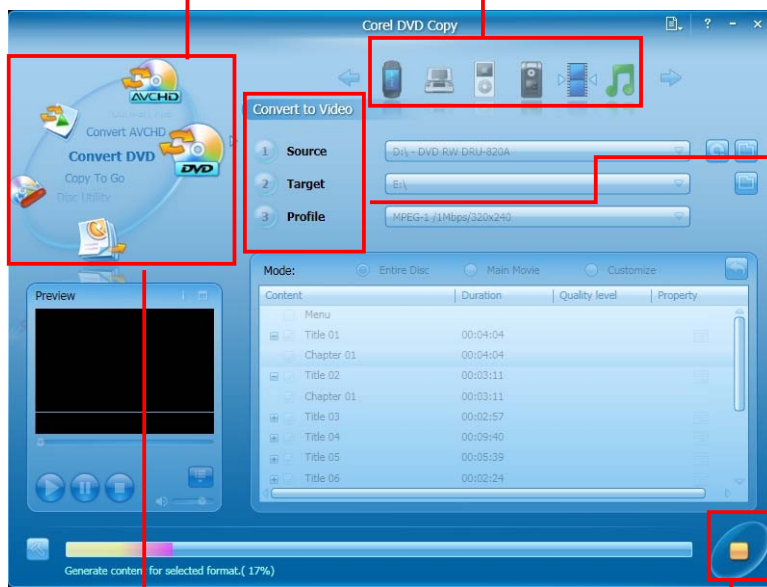 Corel DVD Copy
?
AVCHD
Convert AVCHD
Convert DVD
DVD
Copy To Go
Disc Utility
Convert to Video
1 Source D:\ - DVD RW DRU-820A
2 Target E:\
3 Profile MPEG-1 /1Mbps/320x240
Mode: Entire Disc Main Movie Customize
Preview
Content Duration Quality level Property
Menu
Title 01 00:04:04
Chapter 01 00:04:04
Title 02 00:03:11
Chapter 01 00:03:11
Title 03 00:02:57
Title 04 00:09:40
Title 05 00:05:39
Title 06 00:02:24
Generate content for selected format.( 17%)